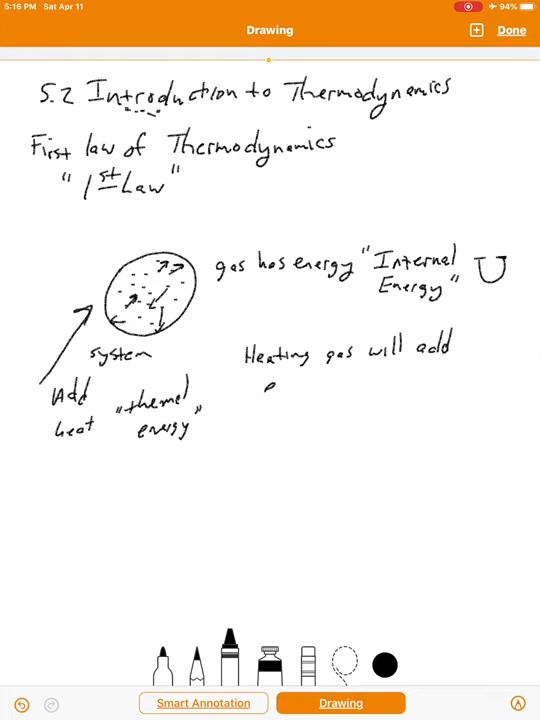 5:16 PM Sat Apr 11
94%
Drawing
Done
5.2 Introduction to Thermodynamics
First law of Thermodynamics
"1st Law"
gas has energy "Internal Energy" U
system
Heating gas will add
e
Add heat "themel energy"
Smart Annotation
Drawing